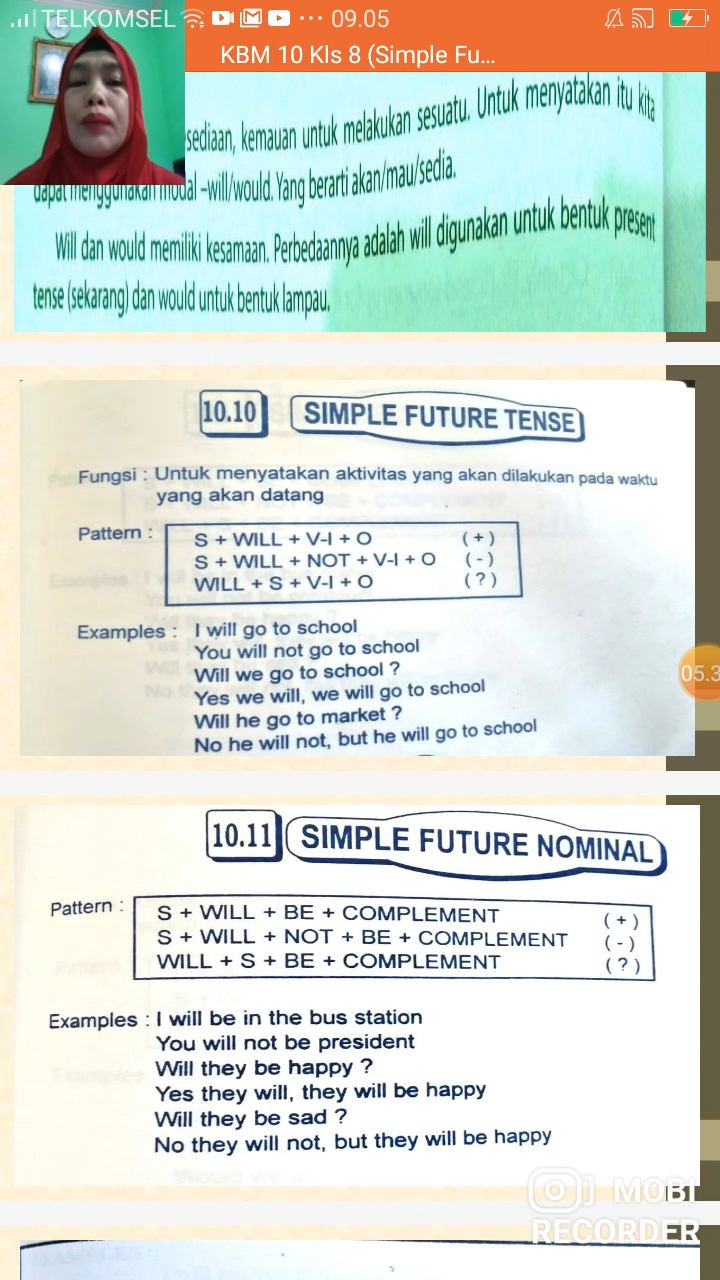 TELKOMSEL ... 09.05
KBM 10 Kls 8 (Simple Fu...
sediaan, kemauan untuk melakukan sesuatu. Untuk menyatakan itu kita
dapat menggunakan modal –will/would. Yang berarti akan/mau/sedia.
Will dan would memiliki kesamaan. Perbedaannya adalah will digunakan untuk bentuk present
tense (sekarang) dan would untuk bentuk lampau.
10.10 SIMPLE FUTURE TENSE
Fungsi : Untuk menyatakan aktivitas yang akan dilakukan pada waktu
yang akan datang
Pattern : S + WILL + V-I + O (+)
S + WILL + NOT + V-I + O (-)
WILL + S + V-I + O (?)
Examples : I will go to school
You will not go to school
Will we go to school ?
Yes we will, we will go to school
Will he go to market ?
No he will not, but he will go to school
05.3
10.11 SIMPLE FUTURE NOMINAL
Pattern : S + WILL + BE + COMPLEMENT (+)
S + WILL + NOT + BE + COMPLEMENT (-)
WILL + S + BE + COMPLEMENT (?)
Examples : I will be in the bus station
You will not be president
Will they be happy ?
Yes they will, they will be happy
Will they be sad ?
No they will not, but they will be happy
MOBI
RECORDER